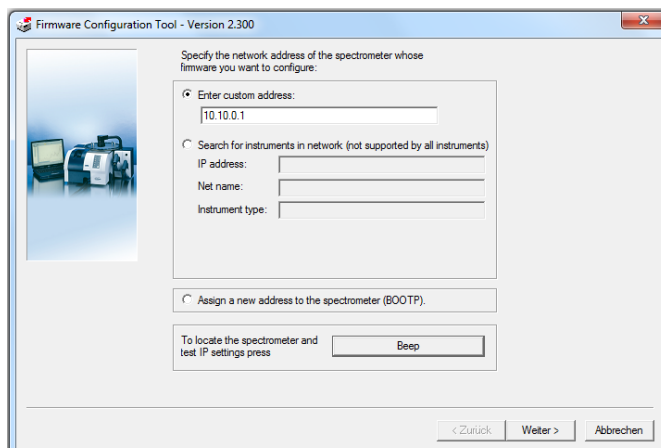 Firmware Configuration Tool - Version 2.300
Specify the network address of the spectrometer whose
firmware you want to configure:
Enter custom address:
10.10.0.1
Search for instruments in network (not supported by all instruments)
IP address:
Net name:
Instrument type:
Assign a new address to the spectrometer (BOOTP).
To locate the spectrometer and
test IP settings press
Beep
< Zurück
Weiter >
Abbrechen